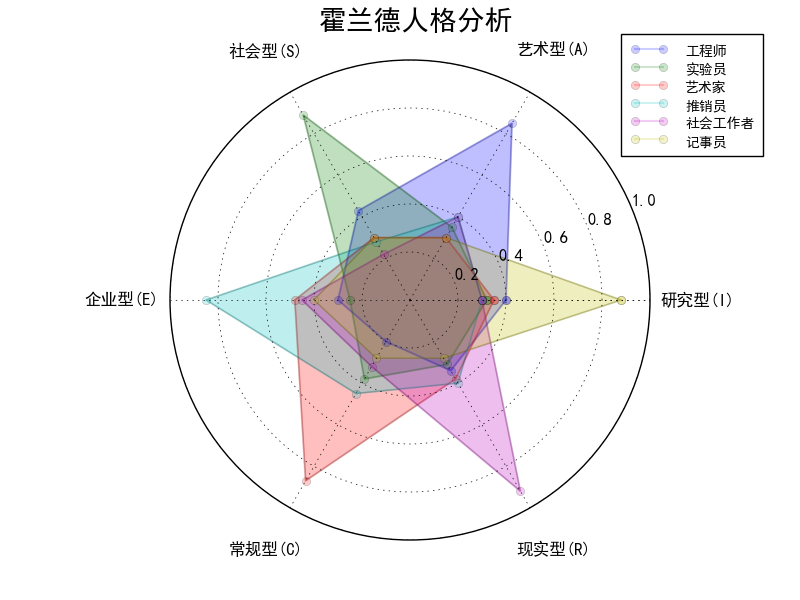 霍兰德人格分析
社会型(S)
艺术型(A)
工程师
实验员
艺术家
推销员
社会工作者
记事员
1.0
0.8
0.6
0.4
0.2
企业型(E)
研究型(I)
常规型(C)
现实型(R)